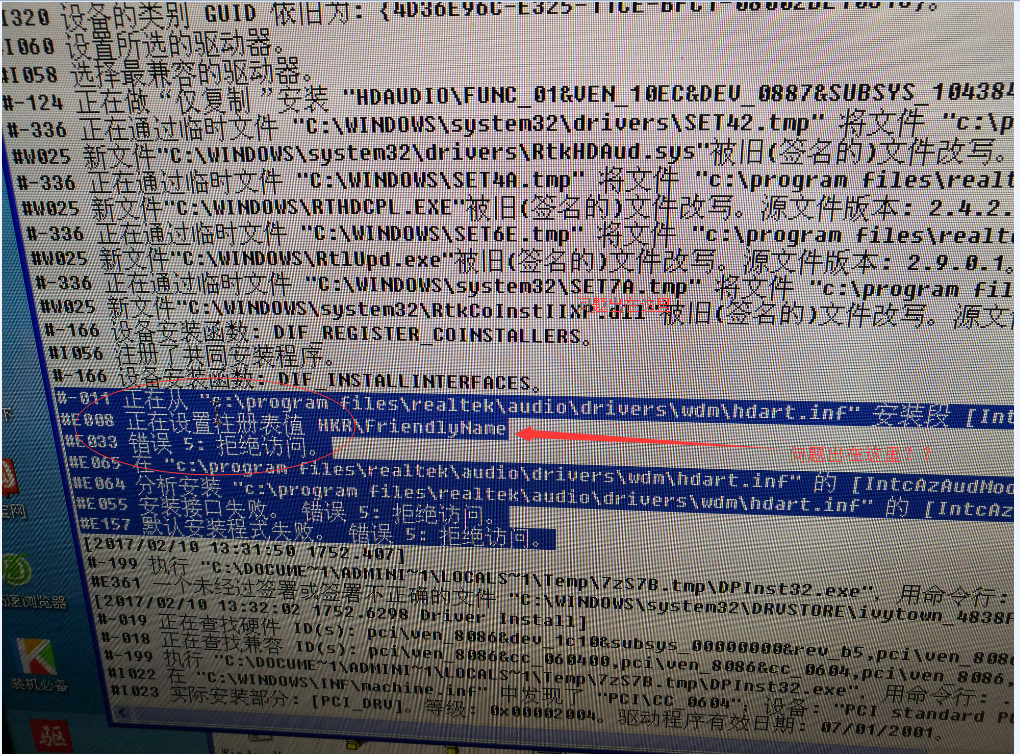 I320 设备的类别 GUID 依旧为: {4D36E96C-E325-11CE-BFC1-08002BE10318}。
#I060 设置所选的驱动器。
#I058 选择最兼容的驱动器。
#-124 正在做“仅复制 ”安装 "HDAUDIO\FUNC_01&VEN_10EC&DEV_0887&SUBSYS_104384
#-336 正在通过临时文件 "C:\WINDOWS\system32\drivers\SET42.tmp" 将文件 "c:\p
#W025 新文件"C:\WINDOWS\system32\drivers\RtkHDAud.sys"被旧(签名的)文件改写。
#-336 正在通过临时文件 "C:\WINDOWS\SET4A.tmp" 将文件 "c:\program files\realt
#W025 新文件"C:\WINDOWS\RTHDCPL.EXE"被旧(签名的)文件改写。源文件版本: 2.4.2.
#-336 正在通过临时文件 "C:\WINDOWS\SET6E.tmp" 将文件 "c:\program files\realte
#W025 新文件"C:\WINDOWS\RtlUpd.exe"被旧(签名的)文件改写。源文件版本: 2.9.0.1。
#-336 正在通过临时文件 "C:\WINDOWS\system32\SET7A.tmp" 将文件 "c:\program fil
#W025 新文件"C:\WINDOWS\system32\RtkCoInstIIXP.dll"被旧(签名的)文件改写。源文
#-166 设备安装函数: DIF_REGISTER_COINSTALLERS。
#I056 注册了共同安装程序。
#-166 设备安装函数: DIF_INSTALLINTERFACES。
#-011 正在从 "c:\program files\realtek\audio\drivers\wdm\hdart.inf" 安装段 [Int
#E008 正在设置注册表值 HKR\FriendlyName
#E033 错误 5: 拒绝访问。
问题出在这里？？
#E065 在 "c:\program files\realtek\audio\drivers\wdm\hdart.inf" 的 [IntcAzAudMod
#E064 分析安装 "c:\program files\realtek\audio\drivers\wdm\hdart.inf" 的 [IntcAz
#E055 安装接口失败。 错误 5: 拒绝访问。
#E157 默认安装程式失败。 错误 5: 拒绝访问。
[2017/02/10 13:31:50 1752.407]
#-199 执行 "C:\DOCUME~1\ADMINI~1\LOCALS~1\Temp\7zS7B.tmp\DPInst32.exe"，用命令行:
#E361 一个未经过签署或签署不正确的文件 "C:\WINDOWS\system32\DRVSTORE\ivytown_4838F
[2017/02/10 13:32:02 1752.6298 Driver Install]
#-019 正在查找硬件 ID(s): pci\ven_8086&dev_1c10&subsys_00000000&rev_b5,pci\ven_8086
#-018 正在查找兼容 ID(s): pci\ven_8086&cc_060400,pci\ven_8086&cc_0604,pci\ven_8086,
#-199 执行 "C:\DOCUME~1\ADMINI~1\LOCALS~1\Temp\7zS7B.tmp\DPInst32.exe"，用命令行:
#I022 在 "C:\WINDOWS\INF\machine.inf" 中发现了 "PCI\CC_0604"；设备: "PCI standard PC
#I023 实际安装部分: [PCI_DRV]。等级: 0x00002004。驱动程序有效日期: 07/01/2001。
速浏览器
装机必备
驱